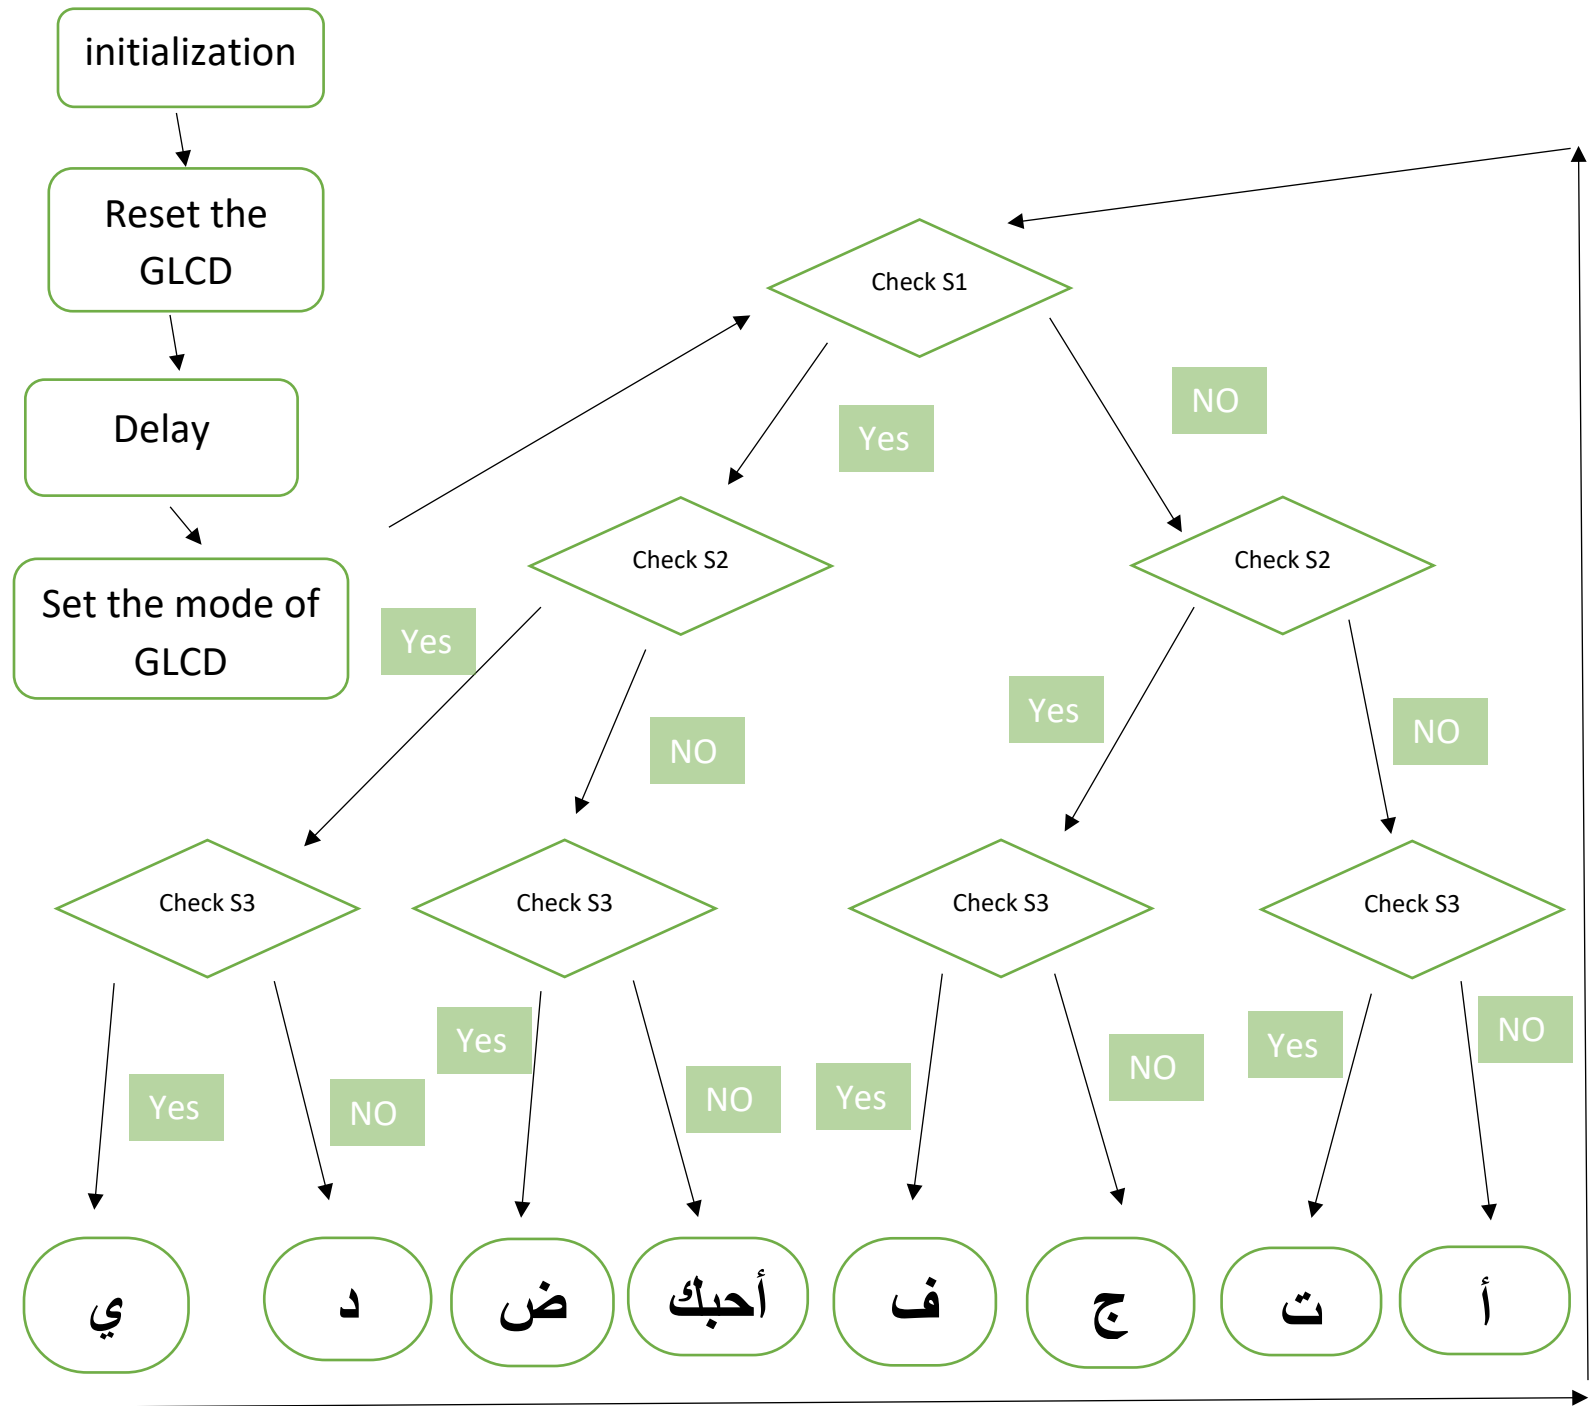 initialization
Reset the
GLCD
Delay
Set the mode of
GLCD
Check S1
Yes
NO
Check S2
Check S2
Yes
NO
Yes
NO
Check S3
Check S3
Check S3
Check S3
Yes
NO
Yes
NO
Yes
NO
Yes
NO
ي
د
ض
أحبك
ف
ج
ت
أ